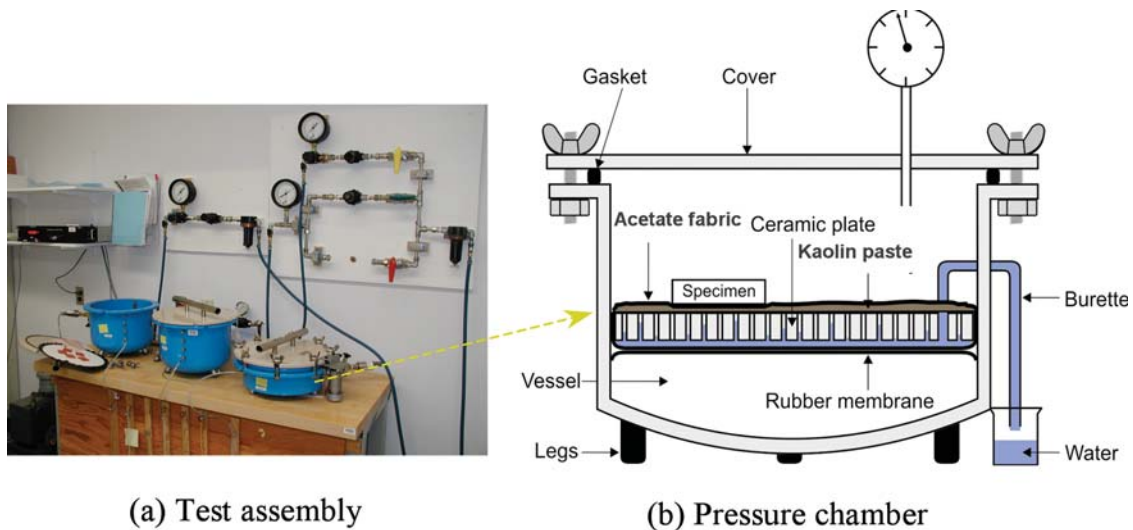 Gasket
Cover
Acetate fabric
Ceramic plate
Kaolin paste
Specimen
Burette
Vessel
Rubber membrane
Legs
Water
(a) Test assembly
(b) Pressure chamber